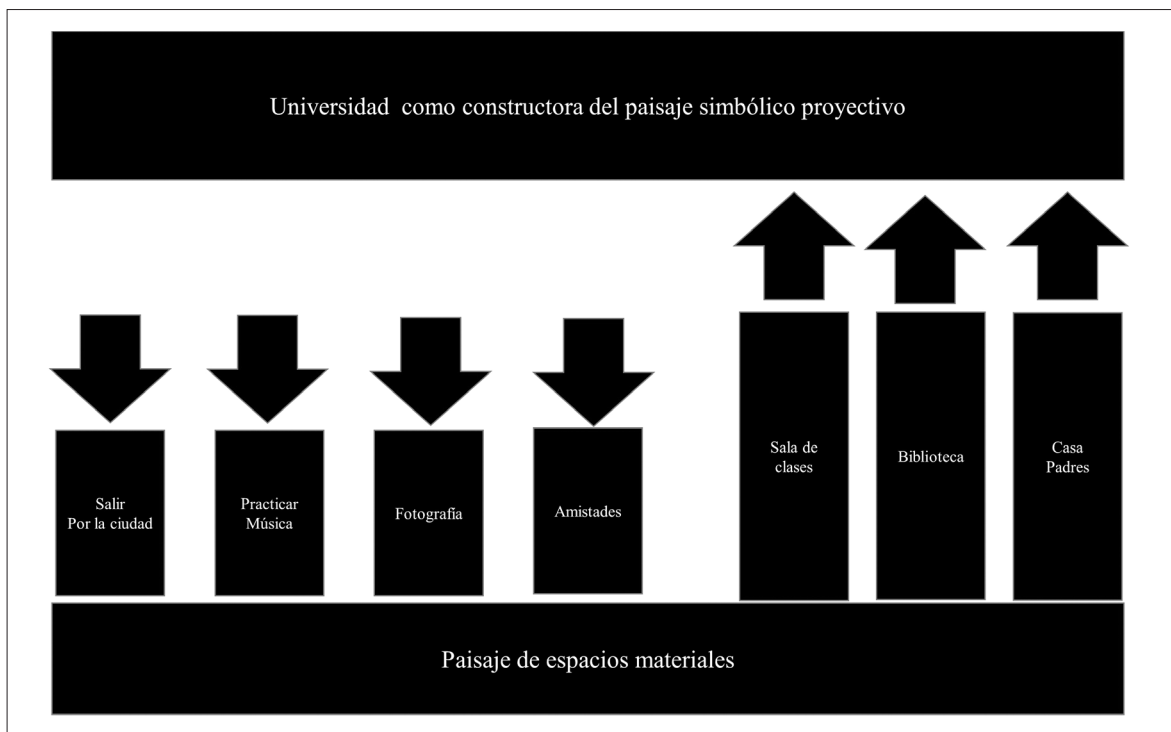 Universidad como constructora del paisaje simbólico proyectivo
Salir
Por la ciudad
Practicar
Música
Fotografía
Amistades
Sala de
clases
Biblioteca
Casa
Padres
Paisaje de espacios materiales